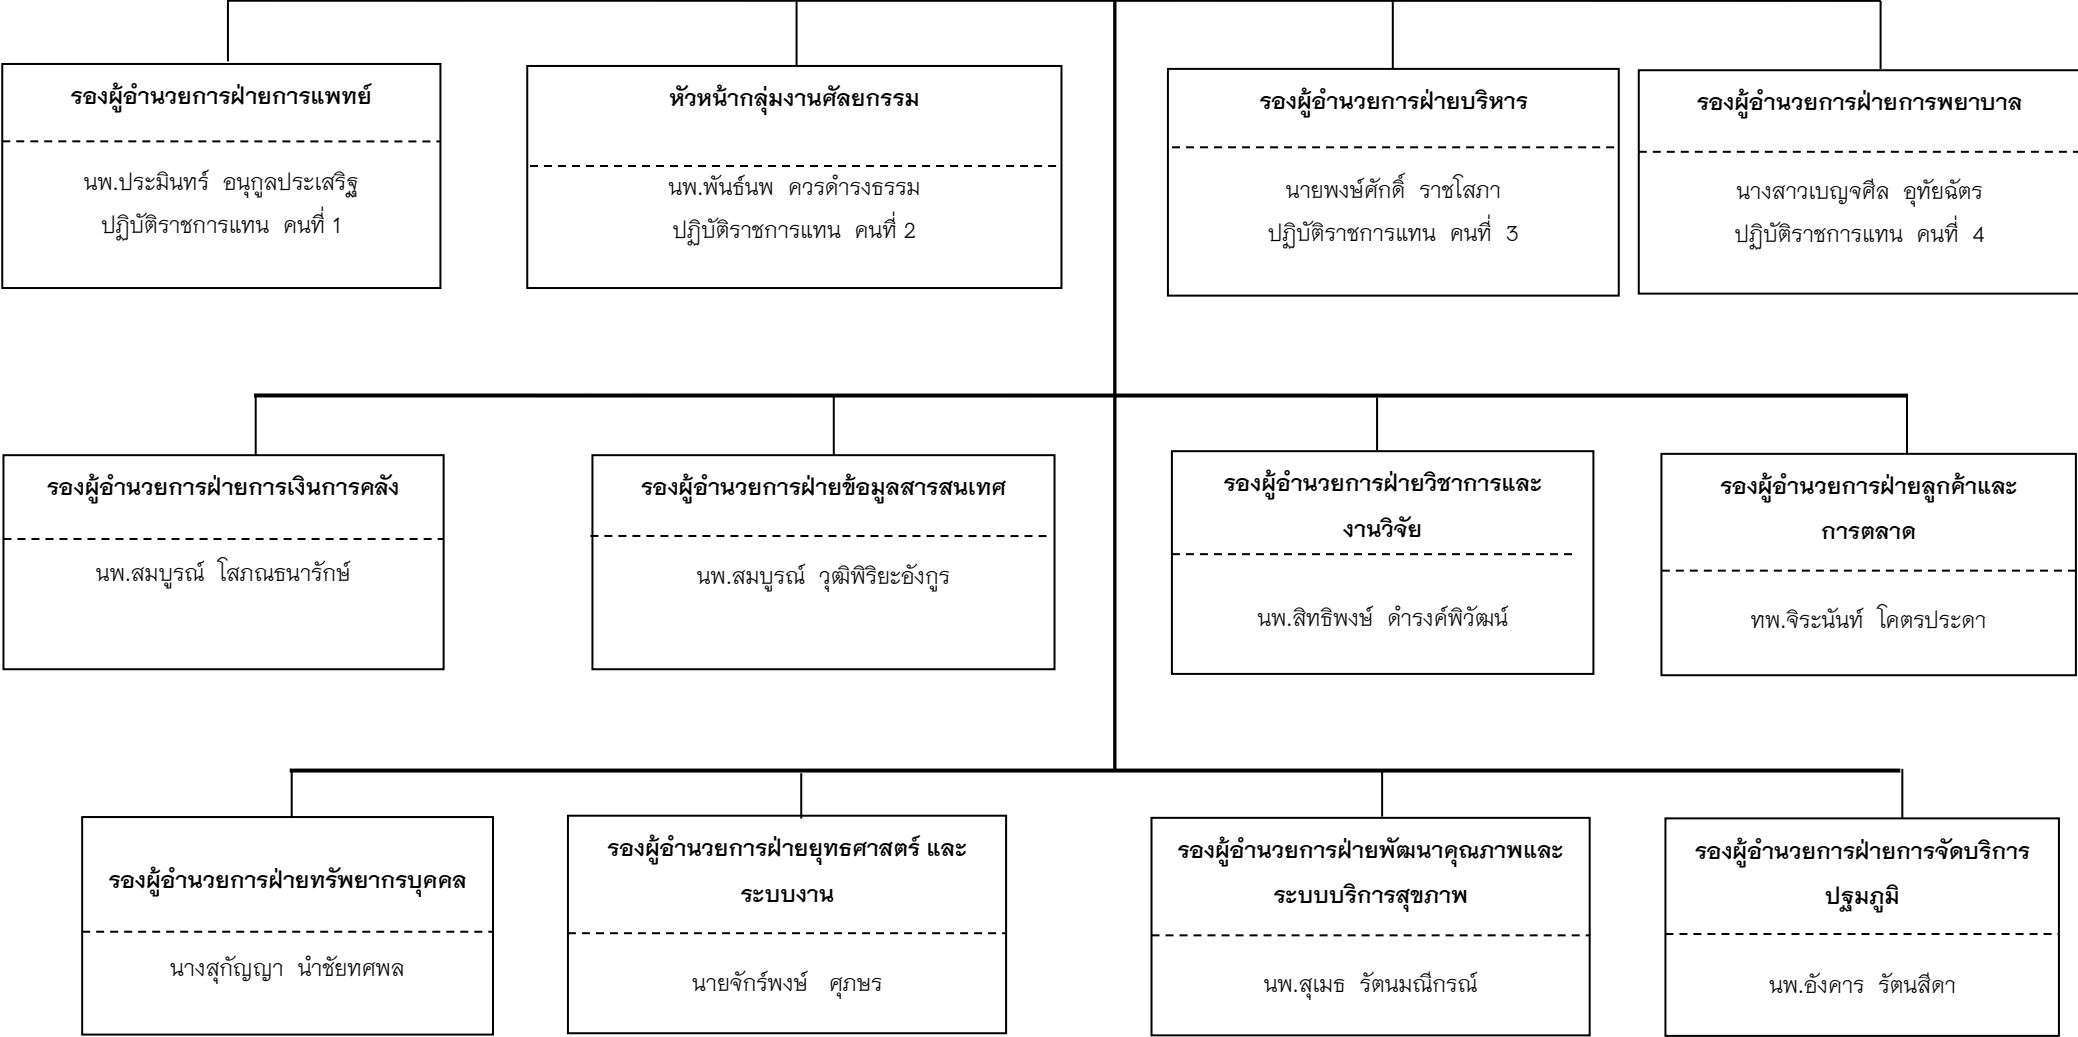 รองผู้อำนวยการฝ่ายการแพทย์
นพ.ประมินทร์ อนุกูลประเสริฐ
ปฏิบัติราชการแทน คนที่ 1
หัวหน้ากลุ่มงานศัลยกรรม
นพ.พันธ์นพ ควรดำรงธรรม
ปฏิบัติราชการแทน คนที่ 2
รองผู้อำนวยการฝ่ายบริหาร
นายพงษ์ศักดิ์ ราชโสภา
ปฏิบัติราชการแทน คนที่ 3
รองผู้อำนวยการฝ่ายการพยาบาล
นางสาวเบญจศีล อุทัยฉัตร
ปฏิบัติราชการแทน คนที่ 4
รองผู้อำนวยการฝ่ายการเงินการคลัง
นพ.สมบูรณ์ โสภณธนารักษ์
รองผู้อำนวยการฝ่ายข้อมูลสารสนเทศ
นพ.สมบูรณ์ วุฒิพิริยะอังกูร
รองผู้อำนวยการฝ่ายวิชาการและ
งานวิจัย
นพ.สิทธิพงษ์ ดำรงค์พิวัฒน์
รองผู้อำนวยการฝ่ายลูกค้าและ
การตลาด
ทพ.จิระนันท์ โคตรประดา
รองผู้อำนวยการฝ่ายทรัพยากรบุคคล
นางสุกัญญา นำชัยทศพล
รองผู้อำนวยการฝ่ายยุทธศาสตร์ และ
ระบบงาน
นายจักร์พงษ์ ศุภษร
รองผู้อำนวยการฝ่ายพัฒนาคุณภาพและ
ระบบบริการสุขภาพ
นพ.สุเมธ รัตนมณีกรณ์
รองผู้อำนวยการฝ่ายการจัดบริการ
ปฐมภูมิ
นพ.อังคาร รัตนสีดา